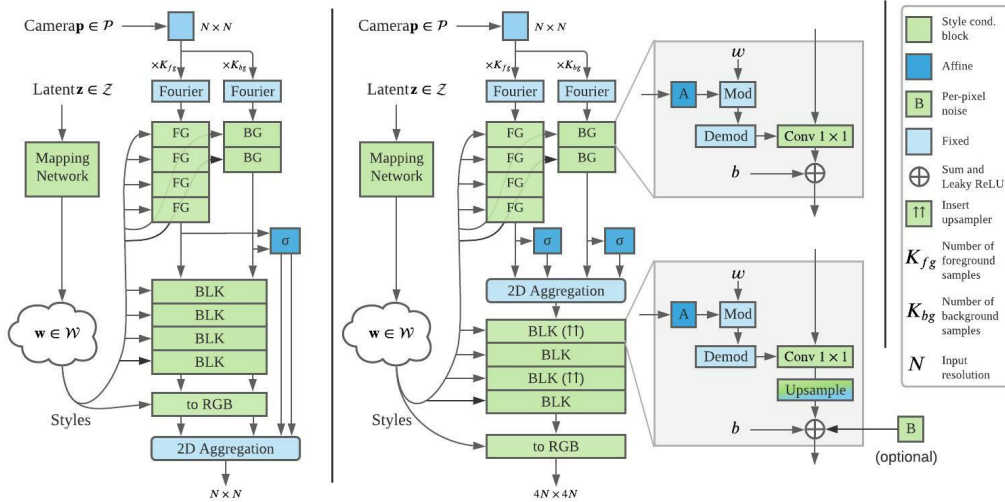 Camera p ∈ 𝒫
N × N
×K_fg
×K_bg
Fourier
Fourier
Latent z ∈ 𝒵
Mapping
Network
FG
FG
FG
FG
BG
BG
σ
BLK
BLK
BLK
BLK
w ∈ 𝒲
Styles
to RGB
2D Aggregation
N × N
Camera p ∈ 𝒫
N × N
×K_fg
×K_bg
Fourier
Fourier
Latent z ∈ 𝒵
Mapping
Network
FG
FG
FG
FG
BG
BG
σ
σ
2D Aggregation
w ∈ 𝒲
BLK (⇈)
BLK
BLK (⇈)
BLK
Styles
to RGB
4N × 4N
w
A
Mod
Demod
Conv 1 × 1
b
w
A
Mod
Demod
Conv 1 × 1
Upsample
b
B
(optional)
Style cond.
block
A
Affine
B
Per-pixel
noise
Fixed
Sum and
Leaky ReLU
⇈
Insert
upsampler
K_fg
Number of
foreground
samples
K_bg
Number of
background
samples
N
Input
resolution